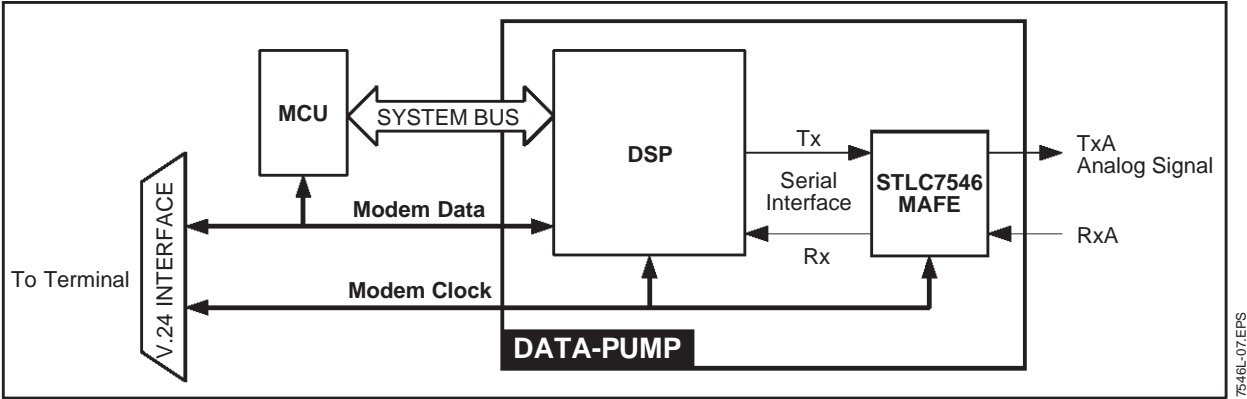 MCU
SYSTEM BUS
DSP
Tx
Serial
Interface
Rx
STLC7546
MAFE
TxA
Analog Signal
RxA
Modem Data
Modem Clock
To Terminal
V.24 INTERFACE
DATA-PUMP
7546L-07.EPS